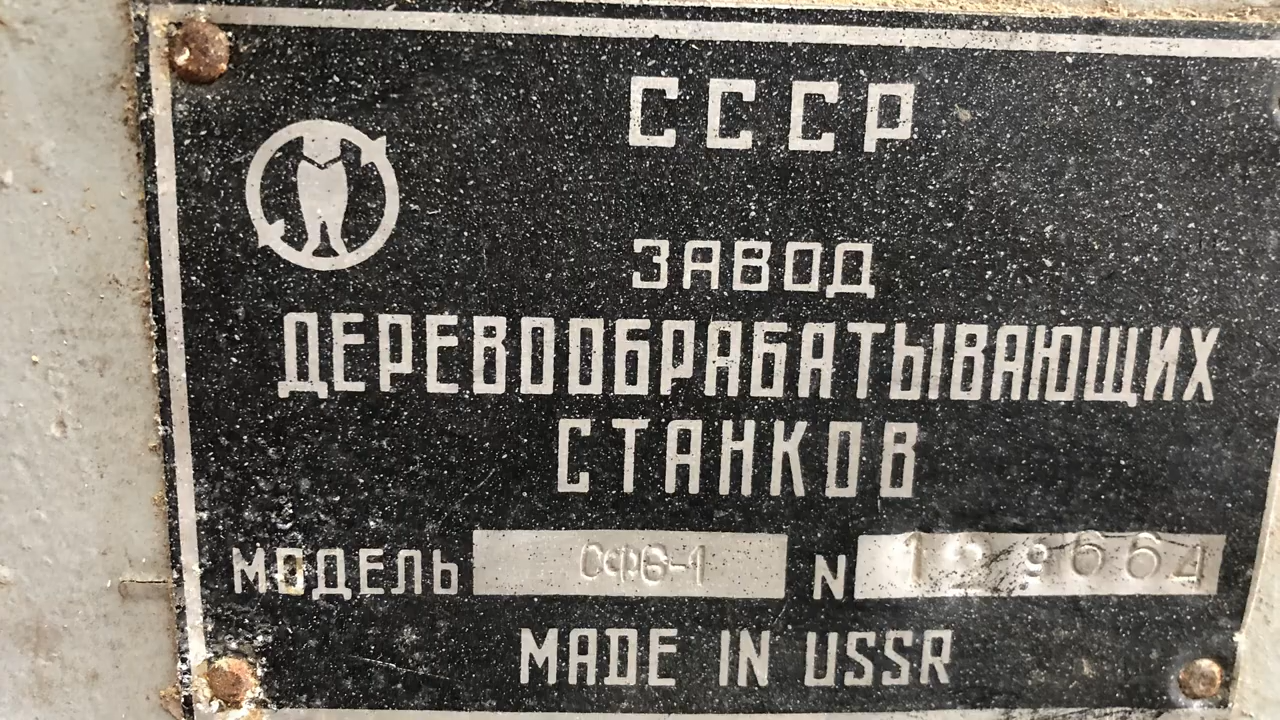 СССР
ЗАВОД
ДЕРЕВООБРАБАТЫВАЮЩИХ
СТАНКОВ
МОДЕЛЬ СФ6-1 N
MADE IN USSR